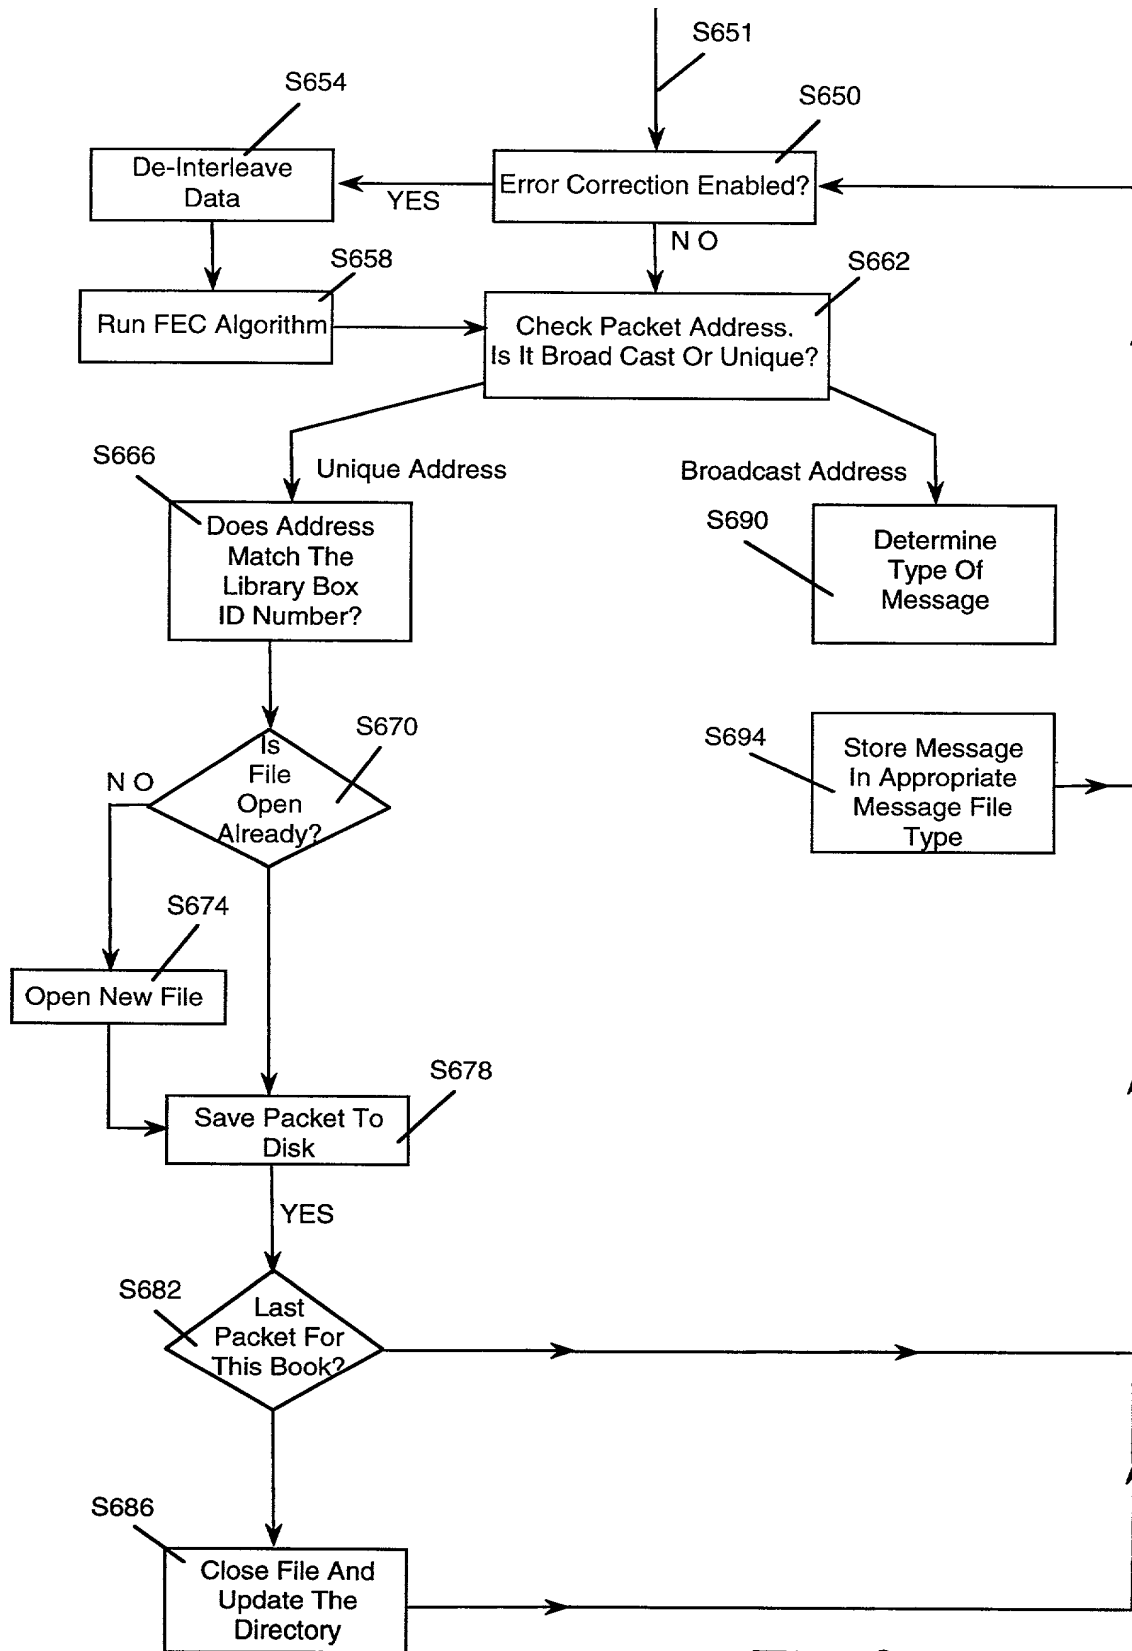 S651
S654
S650
De-Interleave
Data
YES
Error Correction Enabled?
N O
S658
S662
Run FEC Algorithm
Check Packet Address.
Is It Broad Cast Or Unique?
S666
Unique Address
Broadcast Address
Does Address
Match The
Library Box
ID Number?
S690
Determine
Type Of
Message
S670
Is
File
Open
Already?
N O
S694
Store Message
In Appropriate
Message File
Type
S674
Open New File
S678
Save Packet To
Disk
YES
S682
Last
Packet For
This Book?
S686
Close File And
Update The
Directory